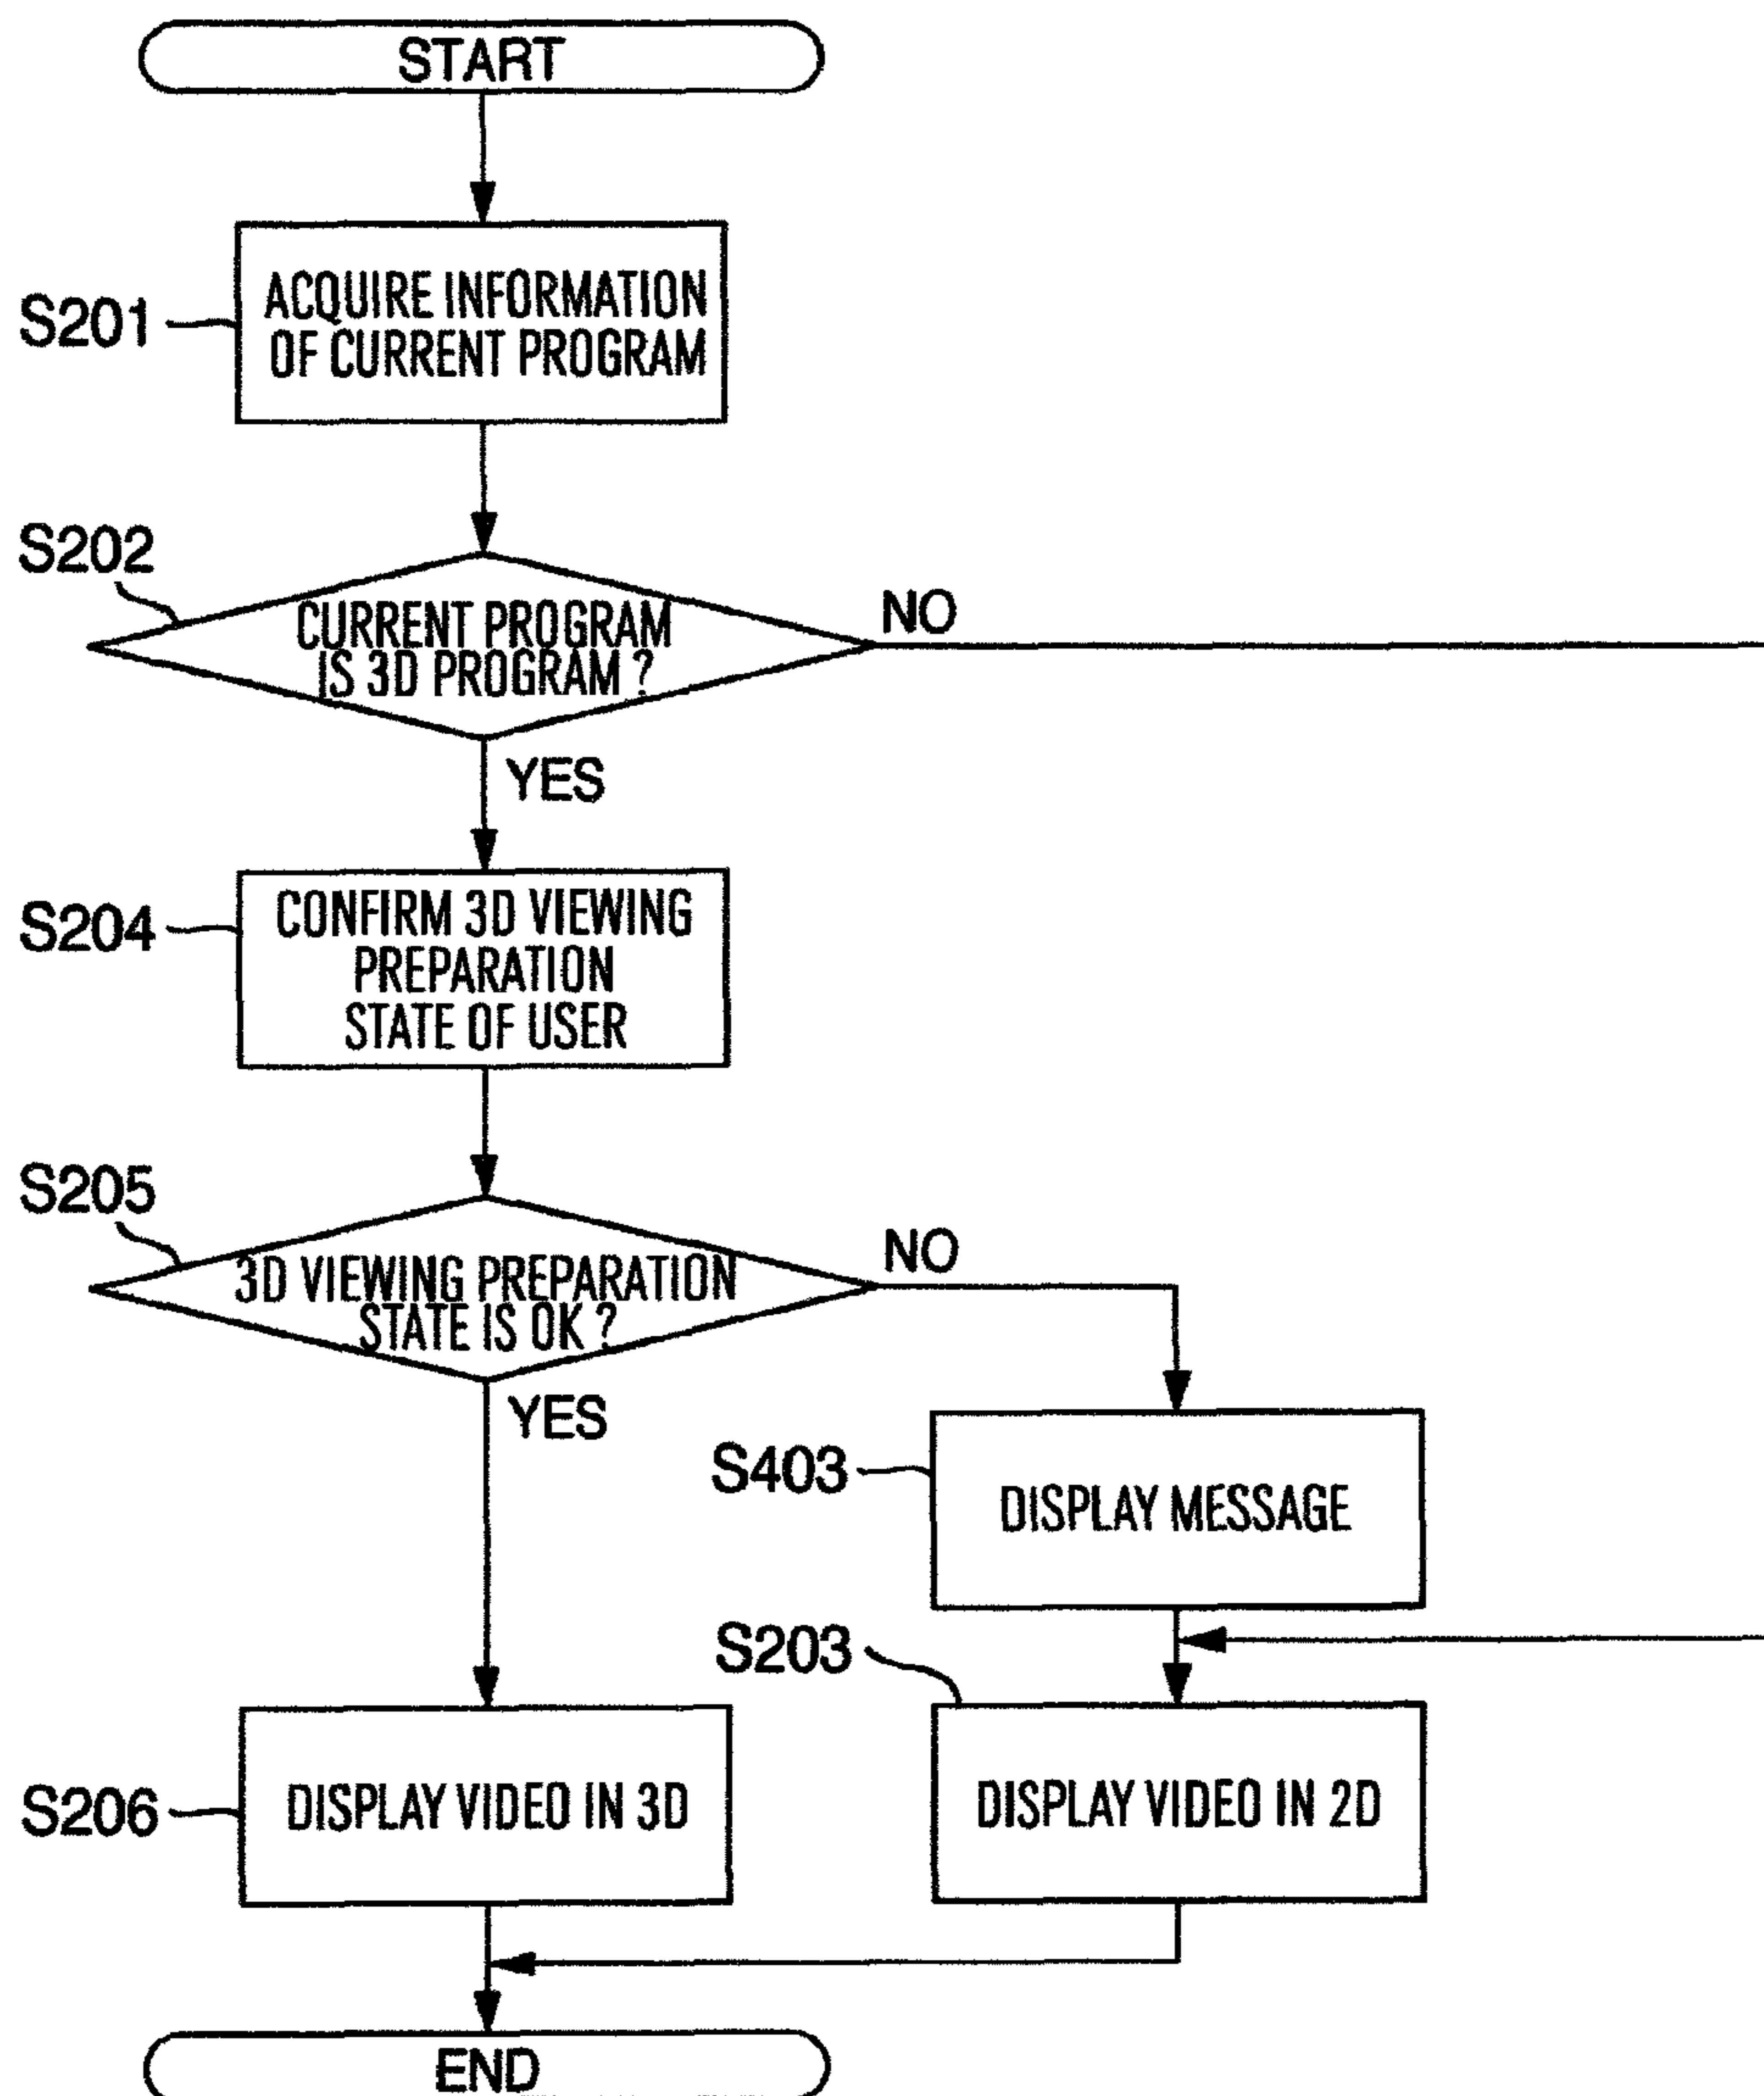 START
S201
ACQUIRE INFORMATION
OF CURRENT PROGRAM
S202
CURRENT PROGRAM
IS 3D PROGRAM ?
NO
YES
S204
CONFIRM 3D VIEWING
PREPARATION
STATE OF USER
S205
3D VIEWING PREPARATION
STATE IS OK ?
NO
YES
S403
DISPLAY MESSAGE
S203
S206
DISPLAY VIDEO IN 3D
DISPLAY VIDEO IN 2D
END